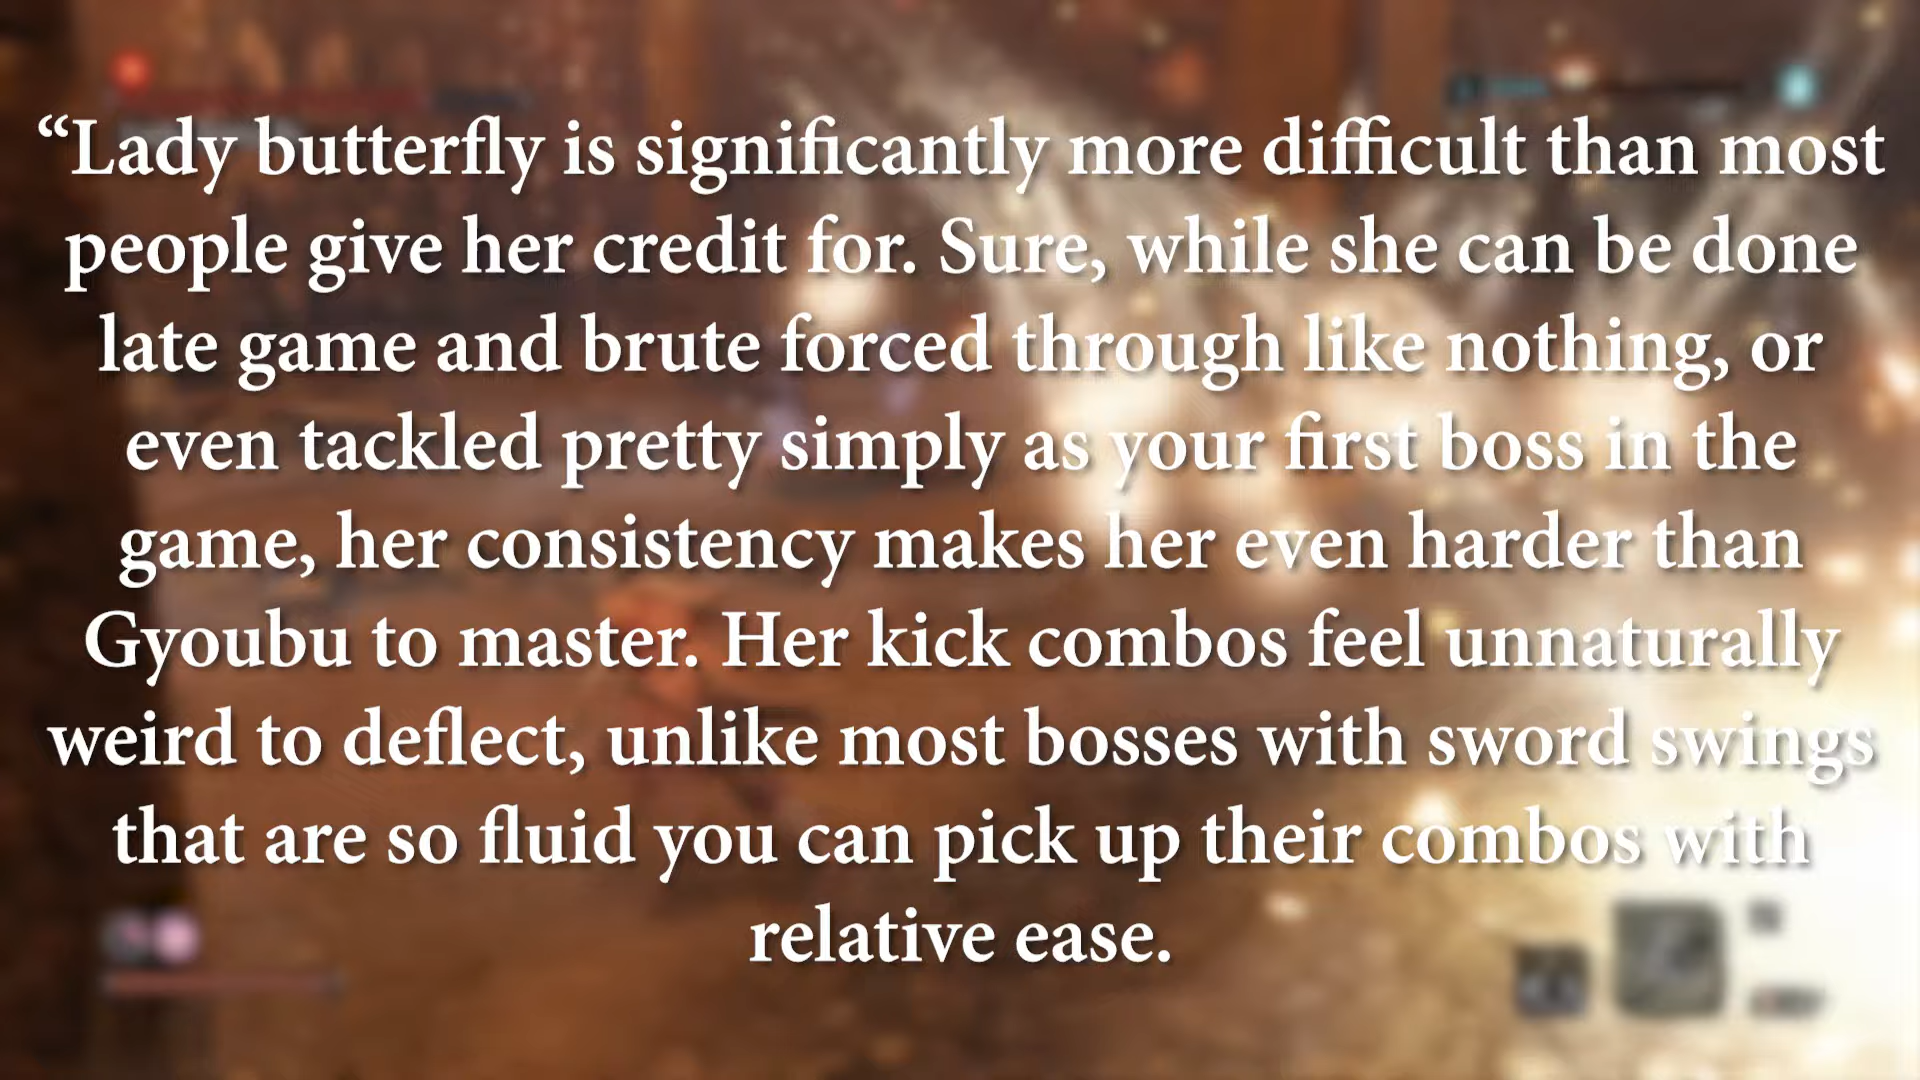 “Lady butterfly is significantly more difficult than most
people give her credit for. Sure, while she can be done
late game and brute forced through like nothing, or
even tackled pretty simply as your first boss in the
game, her consistency makes her even harder than
Gyoubu to master. Her kick combos feel unnaturally
weird to deflect, unlike most bosses with sword swings
that are so fluid you can pick up their combos with
relative ease.